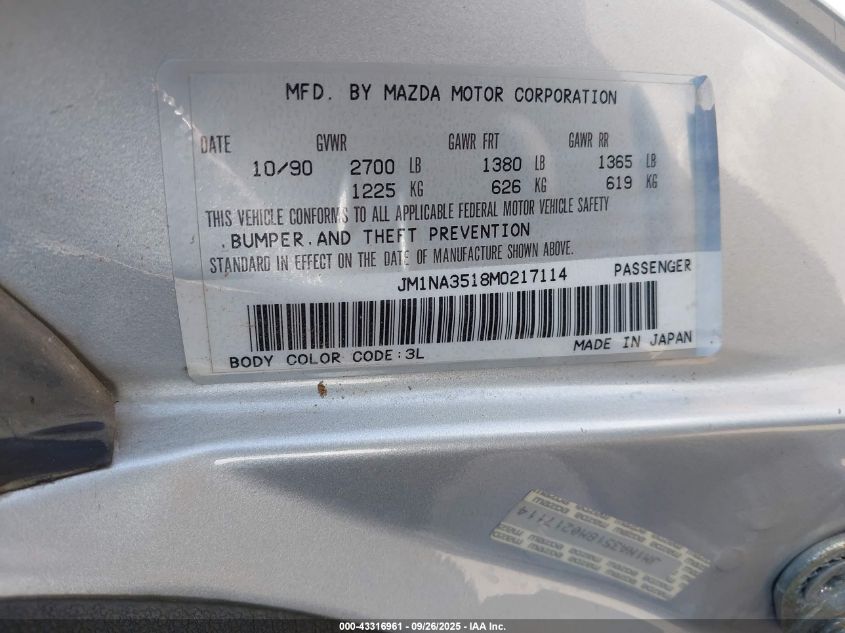 MFD. BY MAZDA MOTOR CORPORATION
DATE GVWR GAWR FRT GAWR RR
10/90 2700 LB 1380 LB 1365 LB
1225 KG 626 KG 619 KG
THIS VEHICLE CONFORMS TO ALL APPLICABLE FEDERAL MOTOR VEHICLE SAFETY
.BUMPER.AND THEFT PREVENTION
STANDARD IN EFFECT ON THE DATE OF MANUFACTURE SHOWN ABOVE.
JM1NA3518M0217114 PASSENGER
BODY COLOR CODE:3L MADE IN JAPAN
JM1NA3518M0217114
000-43316961 - 09/26/2025 - IAA Inc.